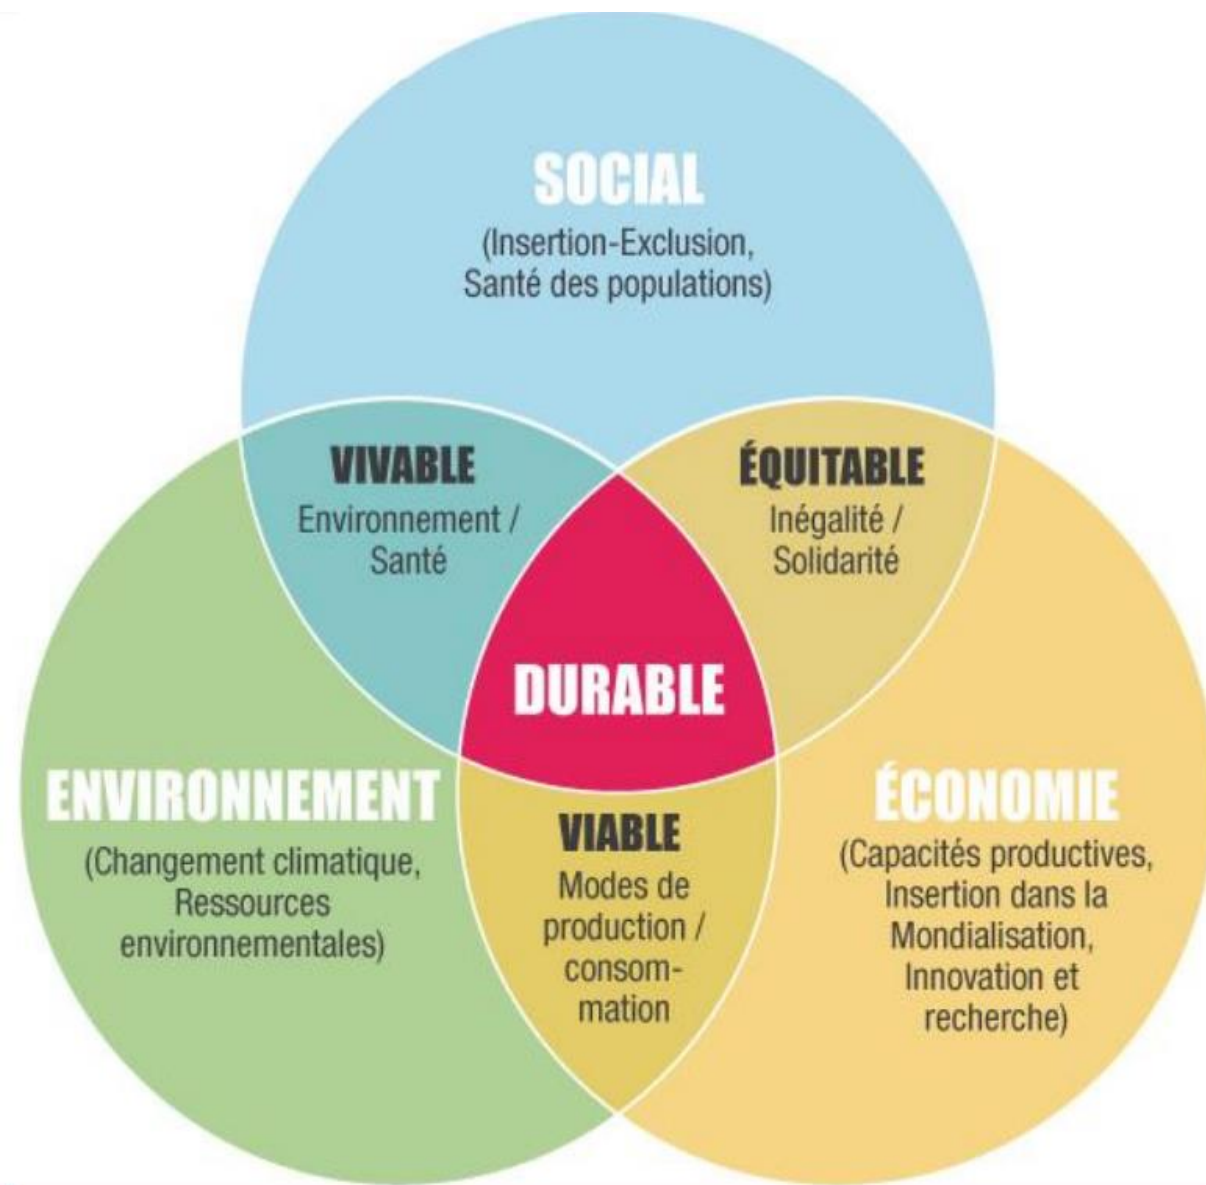 SOCIAL
(Insertion-Exclusion,
Santé des populations)
VIVABLE
Environnement /
Santé
ÉQUITABLE
Inégalité /
Solidarité
DURABLE
ENVIRONNEMENT
(Changement climatique,
Ressources
environnementales)
VIABLE
Modes de
production /
consom-
mation
ÉCONOMIE
(Capacités productives,
Insertion dans la
Mondialisation,
Innovation et
recherche)